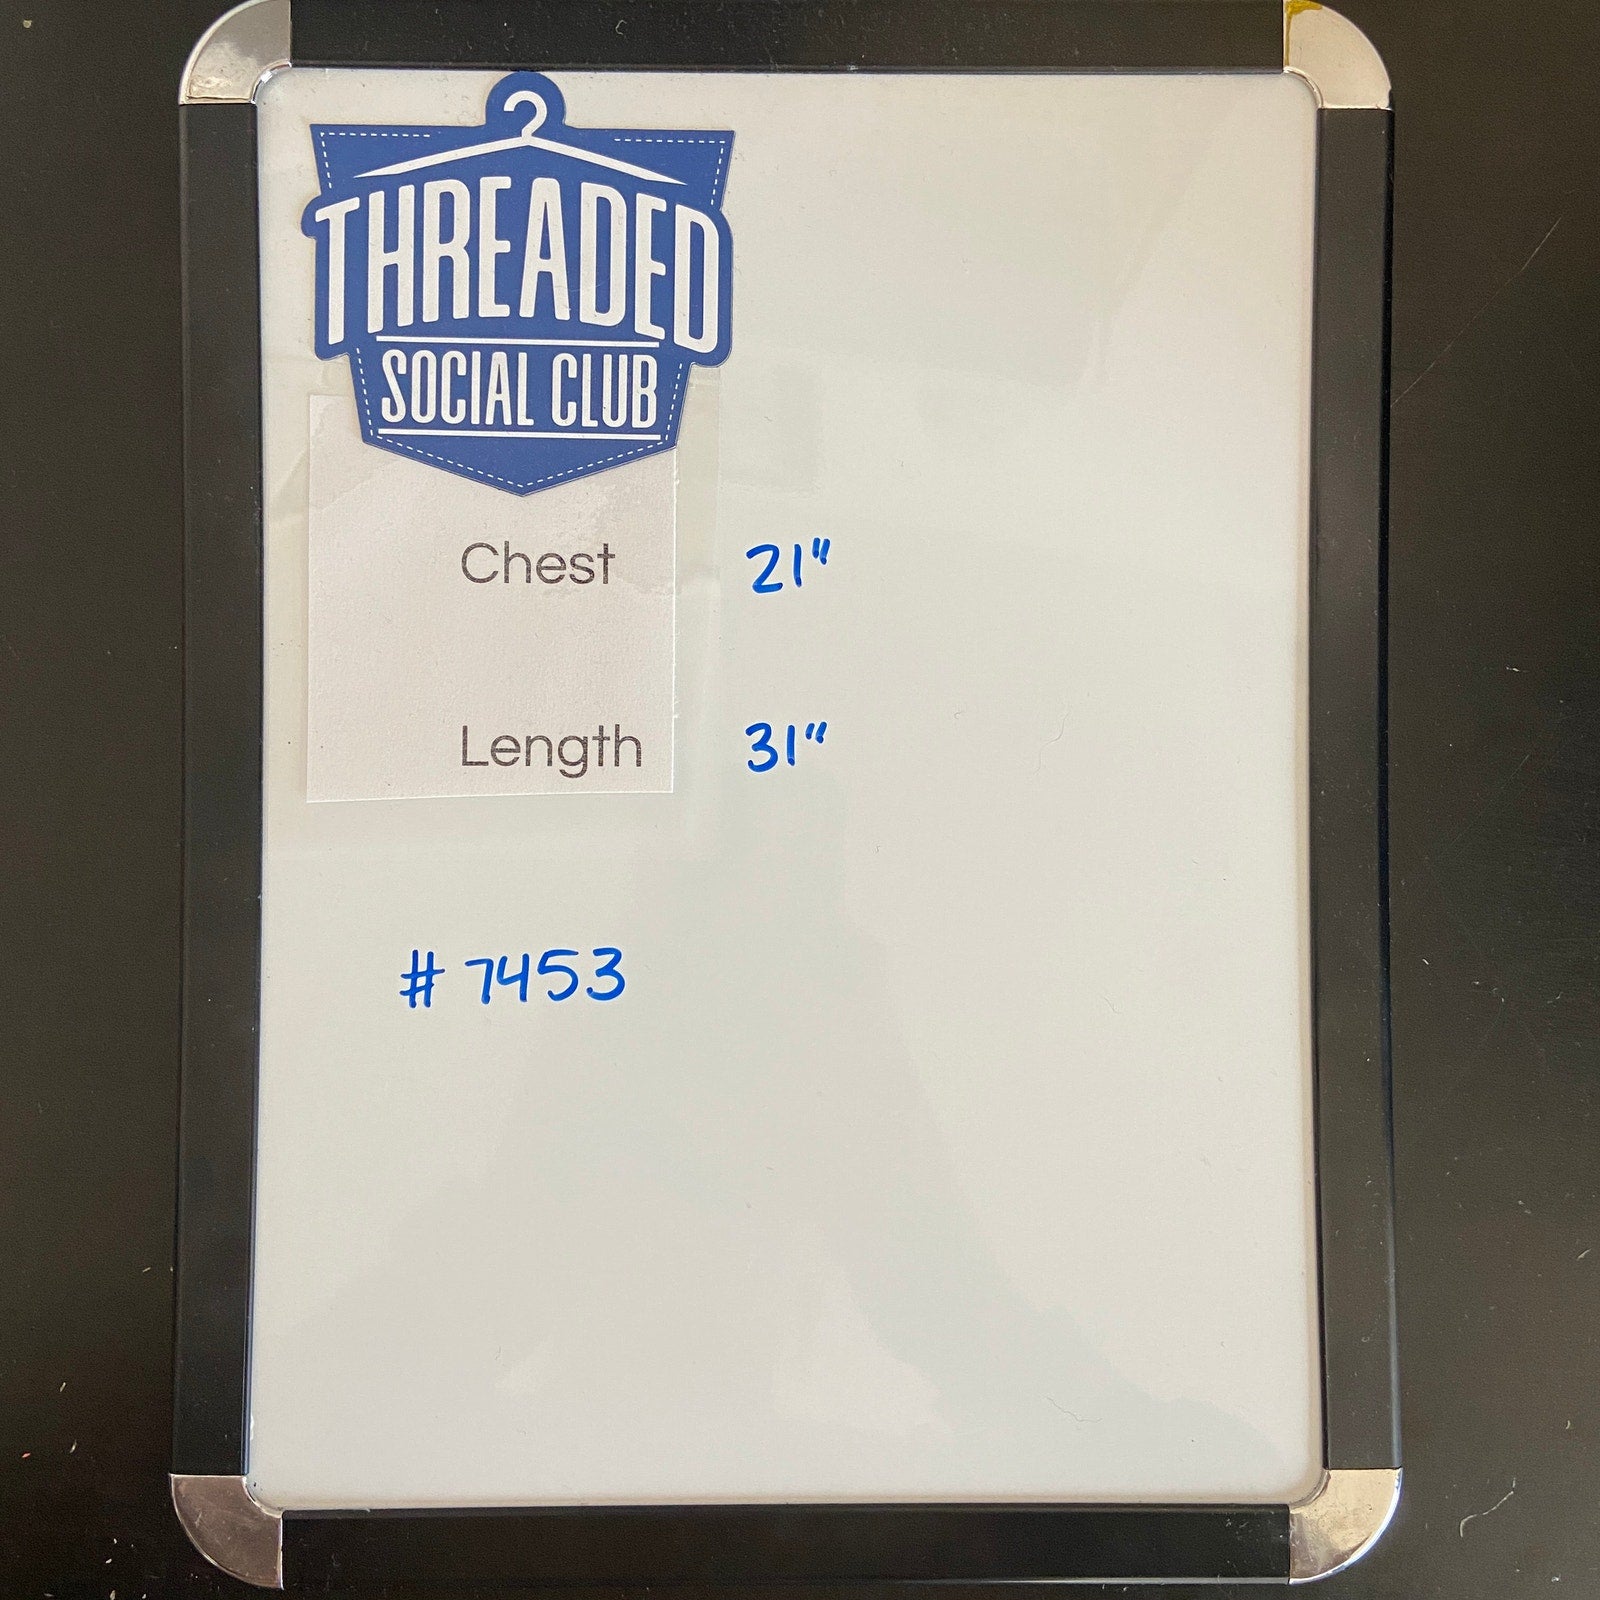 THREADED
SOCIAL CLUB
Chest 21"
Length 31"
# 7453